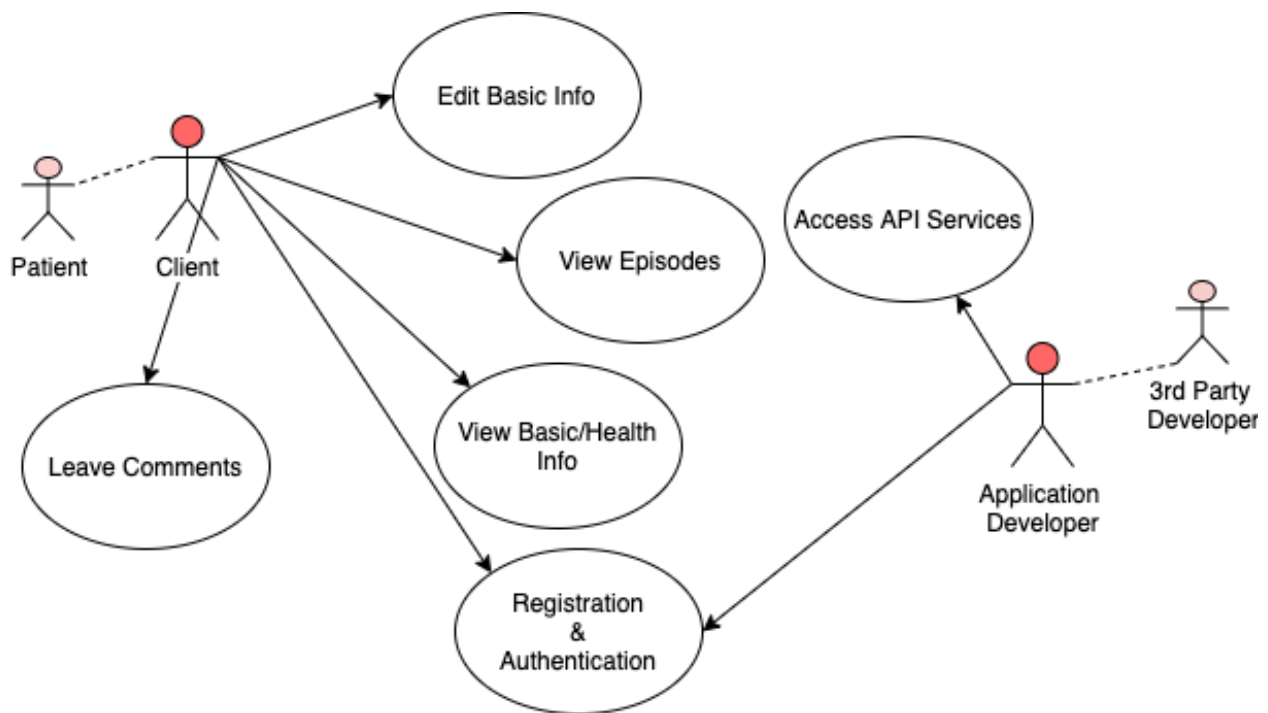 Edit Basic Info
Patient
Client
Access API Services
View Episodes
3rd Party
Developer
View Basic/Health
Info
Leave Comments
Application
Developer
Registration
&
Authentication